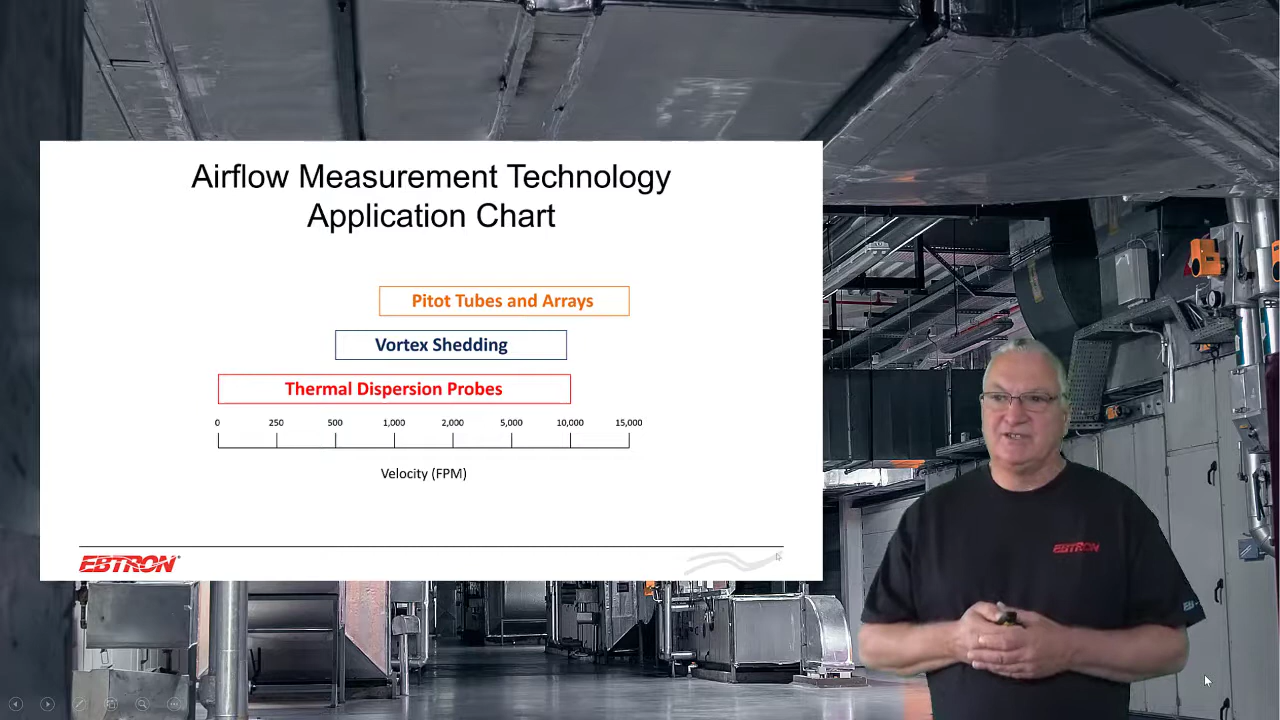 Airflow Measurement Technology
Application Chart
Pitot Tubes and Arrays
Vortex Shedding
Thermal Dispersion Probes
0 250 500 1,000 2,000 5,000 10,000 15,000
Velocity (FPM)
EBTRON®
EBTRON